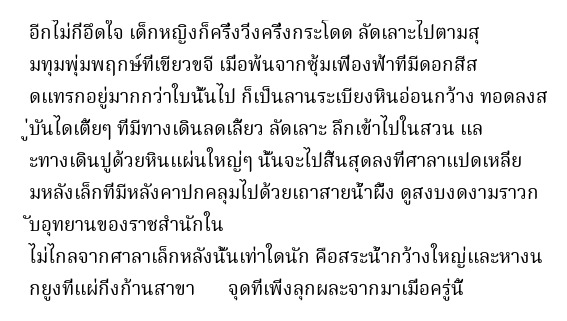 อีกไม่กี่อึดใจ เด็กหญิงก็ครึ่งวิ่งครึ่งกระโดด ลัดเลาะไปตามสุ
มทุมพุ่มพฤกษ์ที่เขียวขจี เมื่อพ้นจากซุ้มเฟื่องฟ้าที่มีดอกสีส
ดแทรกอยู่มากกว่าใบนั้นไป ก็เป็นลานระเบียงหินอ่อนกว้าง ทอดลงส
ู่บันไดเตี้ยๆ ที่มีทางเดินลดเลี้ยว ลัดเลาะ ลึกเข้าไปในสวน แล
ะทางเดินปูด้วยหินแผ่นใหญ่ๆ นั้นจะไปสิ้นสุดลงที่ศาลาแปดเหลี่ย
มหลังเล็กที่มีหลังคาปกคลุมไปด้วยเถาสายน้ำผึ้ง ดูสงบงดงามราวก
ับอุทยานของราชสำนักใน
ไม่ไกลจากศาลาเล็กหลังนั้นเท่าใดนัก คือสระน้ำกว้างใหญ่และหางน
กยูงที่แผ่กิ่งก้านสาขา จุดที่เพิ่งลุกผละจากมาเมื่อครู่นี้